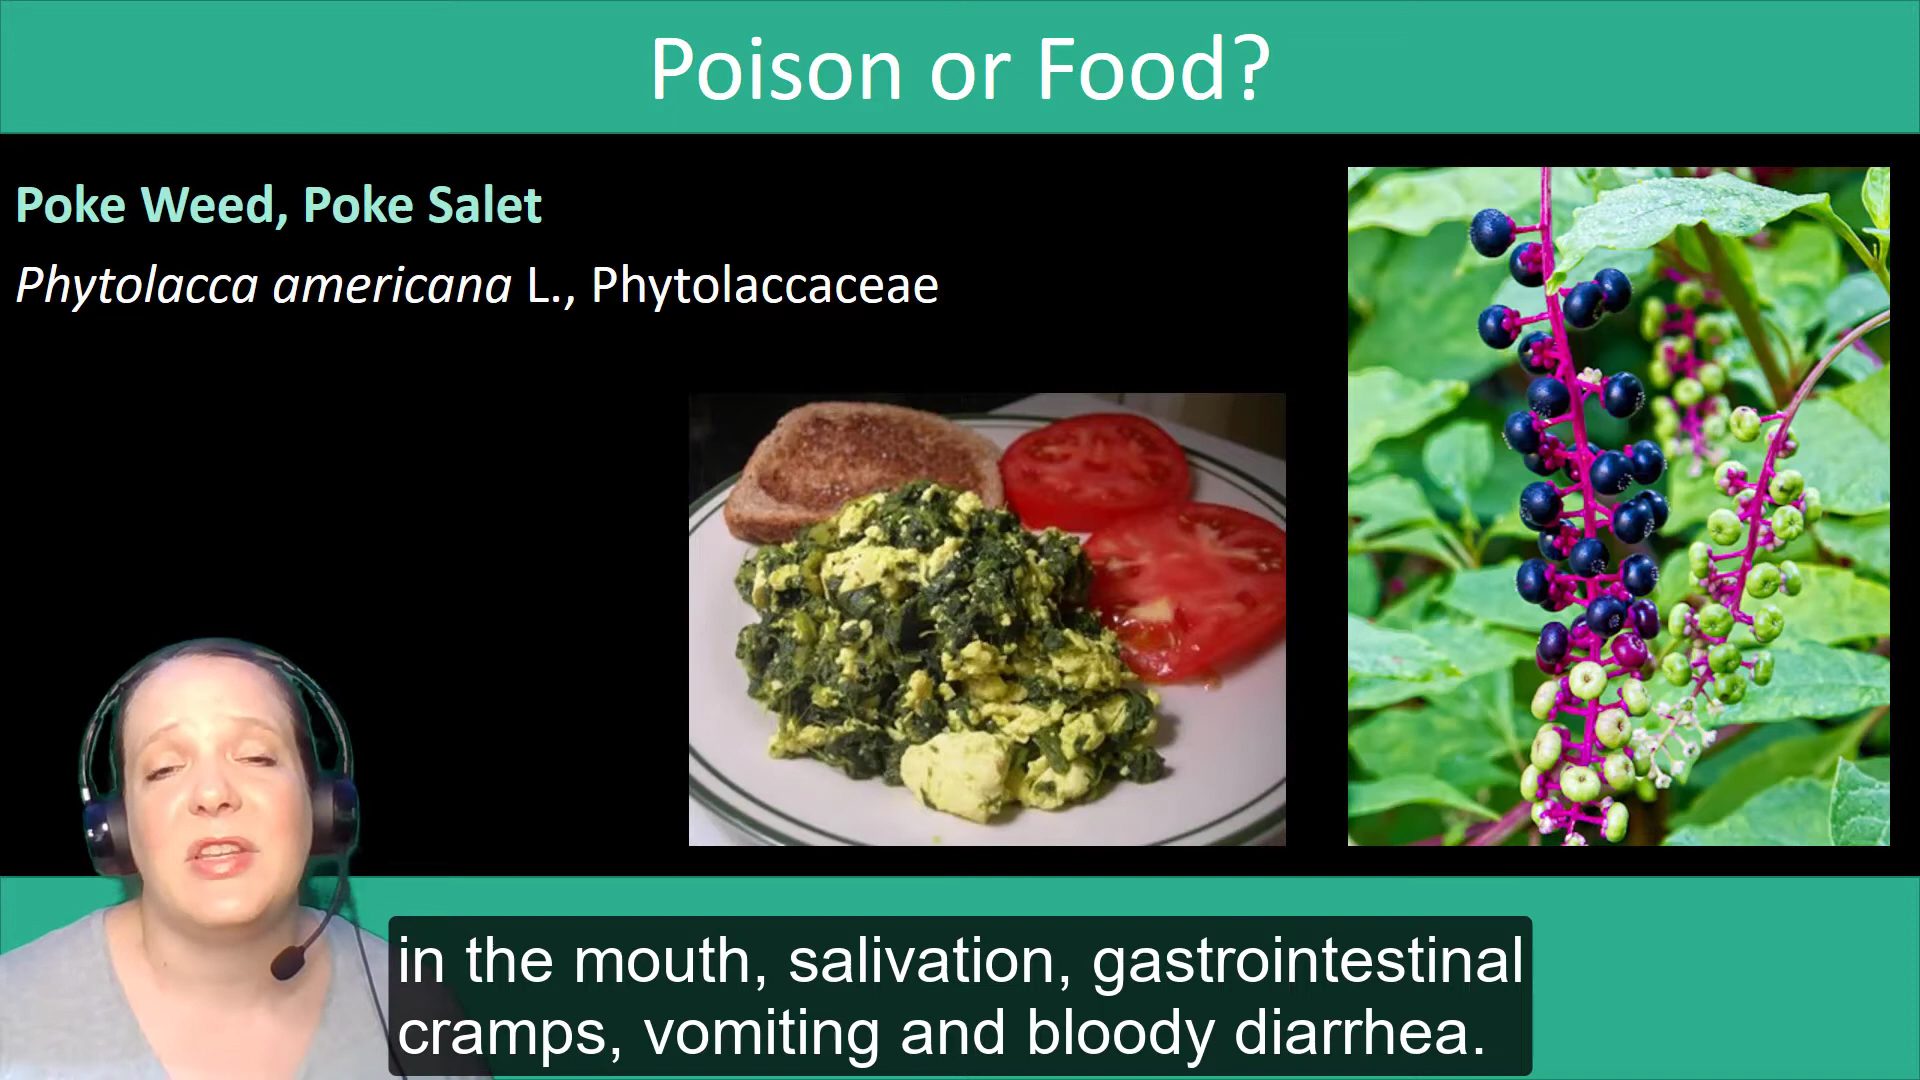 Poison or Food?
Poke Weed, Poke Salet
Phytolacca americana L., Phytolaccaceae
in the mouth, salivation, gastrointestinal
cramps, vomiting and bloody diarrhea.